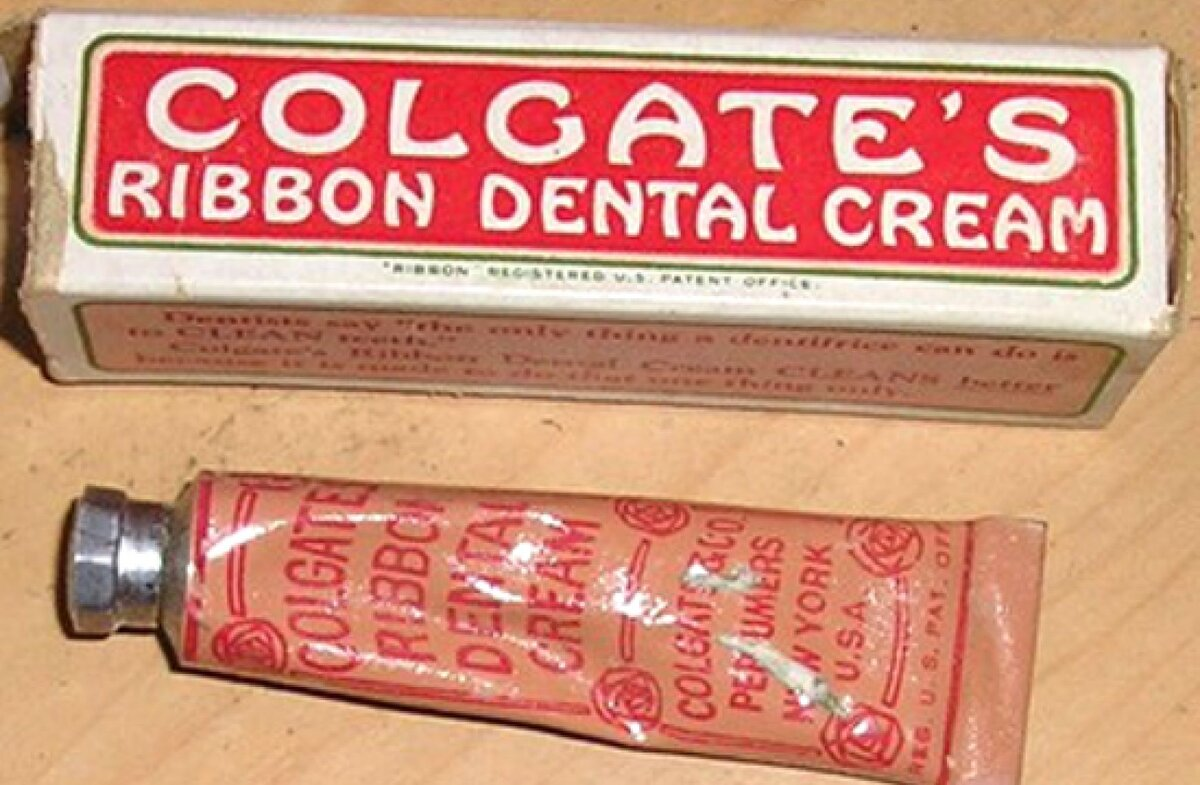 COLGATE'S
RIBBON DENTAL CREAM
"RIBBON" REGISTERED U.S. PATENT OFFICE.
Dentists say "the only thing a dentifrice can do is
to CLEAN teeth."
Colgate's Ribbon Dental Cream CLEANS better
because it is made to do that one thing only.
COLGATE'S
RIBBON
DENTAL
CREAM
COLGATE & CO.
PERFUMERS
NEW YORK
U.S.A.
REG. U.S. PAT. OFF.